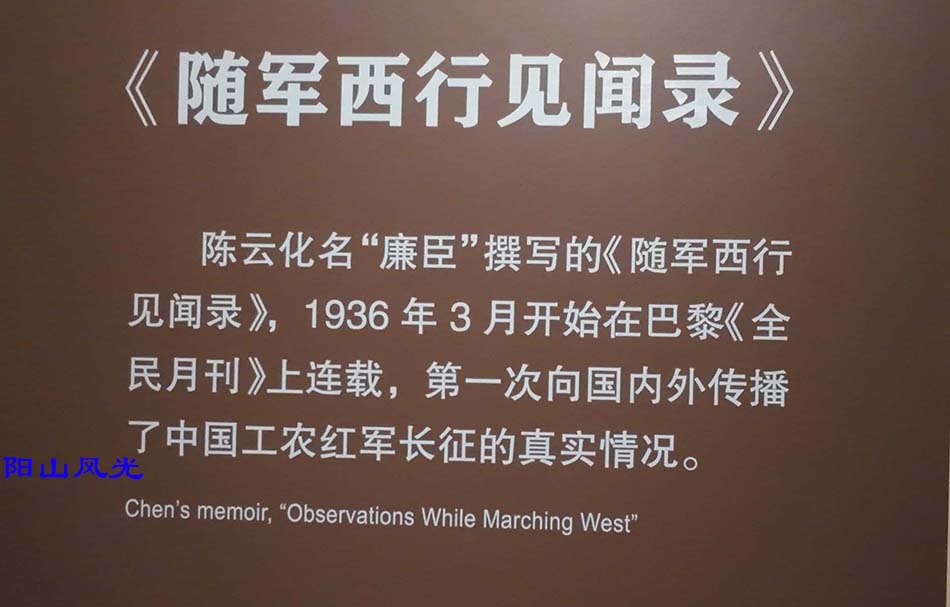 《随军西行见闻录》
陈云化名“廉臣”撰写的《随军西行
见闻录》，1936 年 3 月开始在巴黎《全
民月刊》上连载，第一次向国内外传播
了中国工农红军长征的真实情况。
阳山风光
Chen's memoir, “Observations While Marching West”